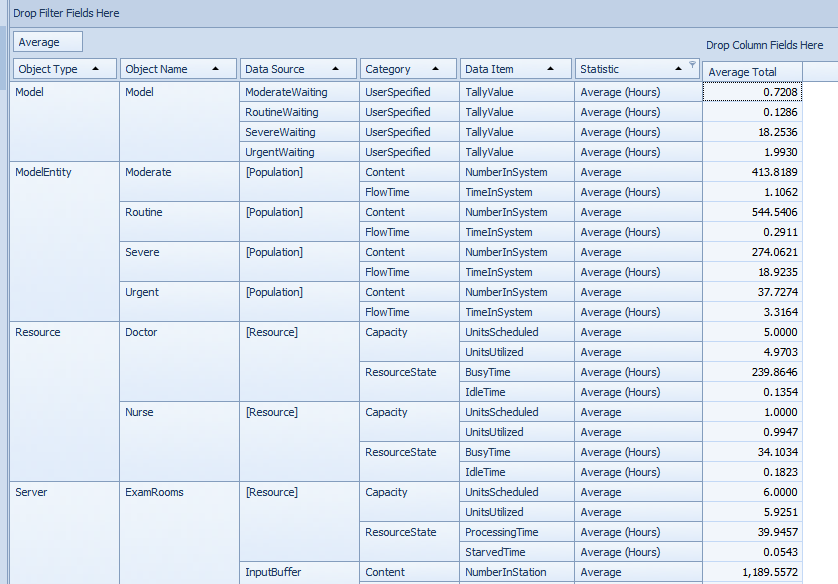 Drop Filter Fields Here
Average
Drop Column Fields Here
Object Type Object Name Data Source Category Data Item Statistic Average Total
Model Model ModerateWaiting UserSpecified TallyValue Average (Hours) 0.7208
RoutineWaiting UserSpecified TallyValue Average (Hours) 0.1286
SevereWaiting UserSpecified TallyValue Average (Hours) 18.2536
UrgentWaiting UserSpecified TallyValue Average (Hours) 1.9930
ModelEntity Moderate [Population] Content NumberInSystem Average 413.8189
FlowTime TimeInSystem Average (Hours) 1.1062
Routine [Population] Content NumberInSystem Average 544.5406
FlowTime TimeInSystem Average (Hours) 0.2911
Severe [Population] Content NumberInSystem Average 274.0621
FlowTime TimeInSystem Average (Hours) 18.9235
Urgent [Population] Content NumberInSystem Average 37.7274
FlowTime TimeInSystem Average (Hours) 3.3164
Resource Doctor [Resource] Capacity UnitsScheduled Average 5.0000
UnitsUtilized Average 4.9703
ResourceState BusyTime Average (Hours) 239.8646
IdleTime Average (Hours) 0.1354
Nurse [Resource] Capacity UnitsScheduled Average 1.0000
UnitsUtilized Average 0.9947
ResourceState BusyTime Average (Hours) 34.1034
IdleTime Average (Hours) 0.1823
Server ExamRooms [Resource] Capacity UnitsScheduled Average 6.0000
UnitsUtilized Average 5.9251
ResourceState ProcessingTime Average (Hours) 39.9457
StarvedTime Average (Hours) 0.0543
InputBuffer Content NumberInStation Average 1,189.5572